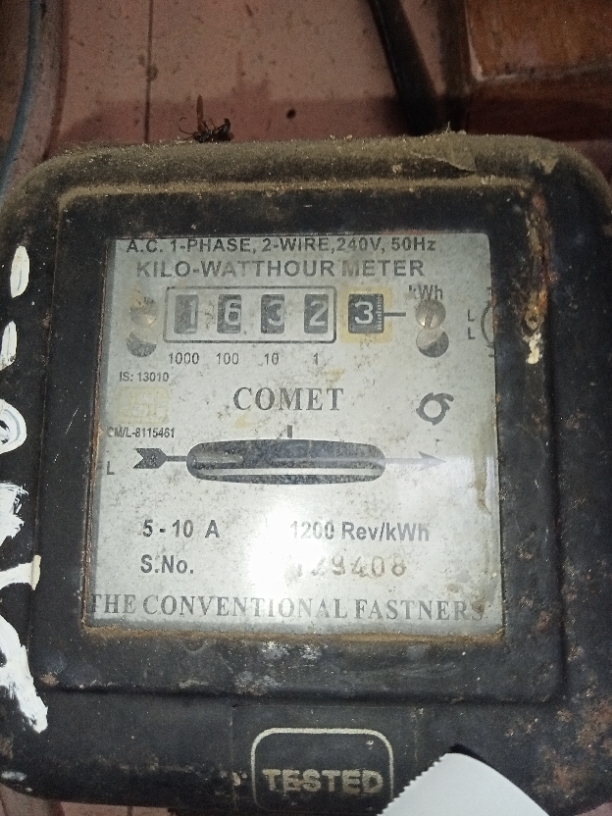 A.C. 1-PHASE, 2-WIRE, 240V, 50Hz
KILO-WATTHOUR METER
kWh
1 6 3 2 3
1000 100 10 1
L
L
IS: 13010
COMET
CM/L-8115461
L
5 - 10 A 1200 Rev/kWh
S.No.
THE CONVENTIONAL FASTNERS
TESTED